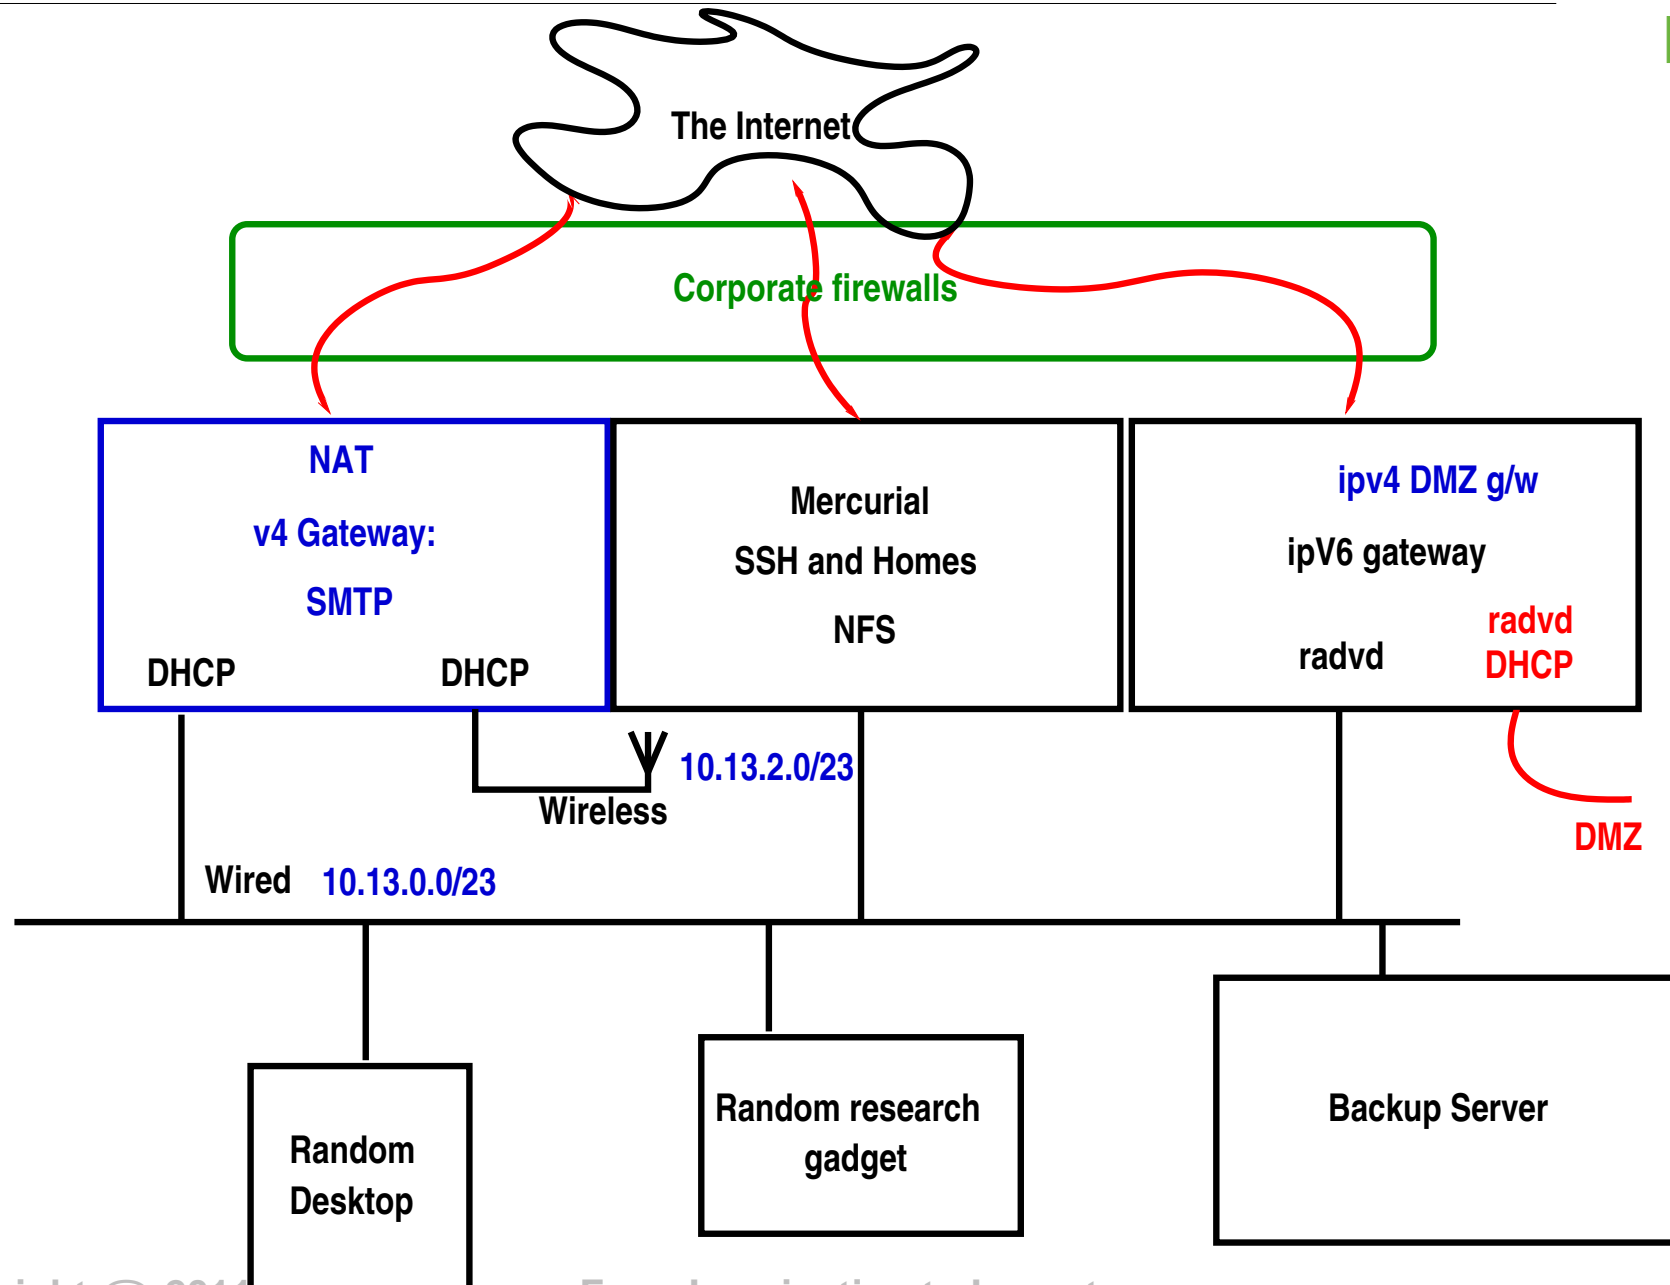 The Internet
Corporate firewalls
NAT
v4 Gateway:
SMTP
DHCP
DHCP
Mercurial
SSH and Homes
NFS
ipv4 DMZ g/w
ipV6 gateway
radvd
radvd
DHCP
10.13.2.0/23
Wireless
DMZ
Wired 10.13.0.0/23
Random
Desktop
Random research
gadget
Backup Server